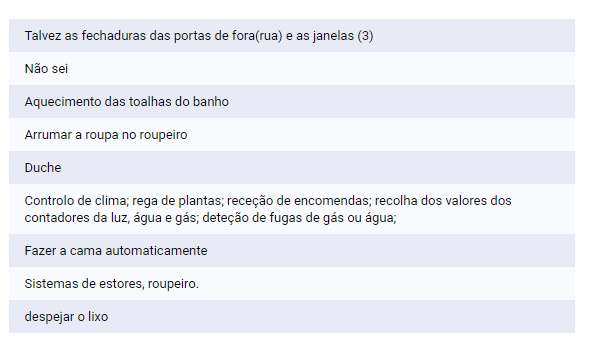 Talvez as fechaduras das portas de fora(rua) e as janelas (3)
Não sei
Aquecimento das toalhas do banho
Arrumar a roupa no roupeiro
Duche
Controlo de clima; rega de plantas; receção de encomendas; recolha dos valores dos
contadores da luz, água e gás; deteção de fugas de gás ou água;
Fazer a cama automaticamente
Sistemas de estores, roupeiro.
despejar o lixo